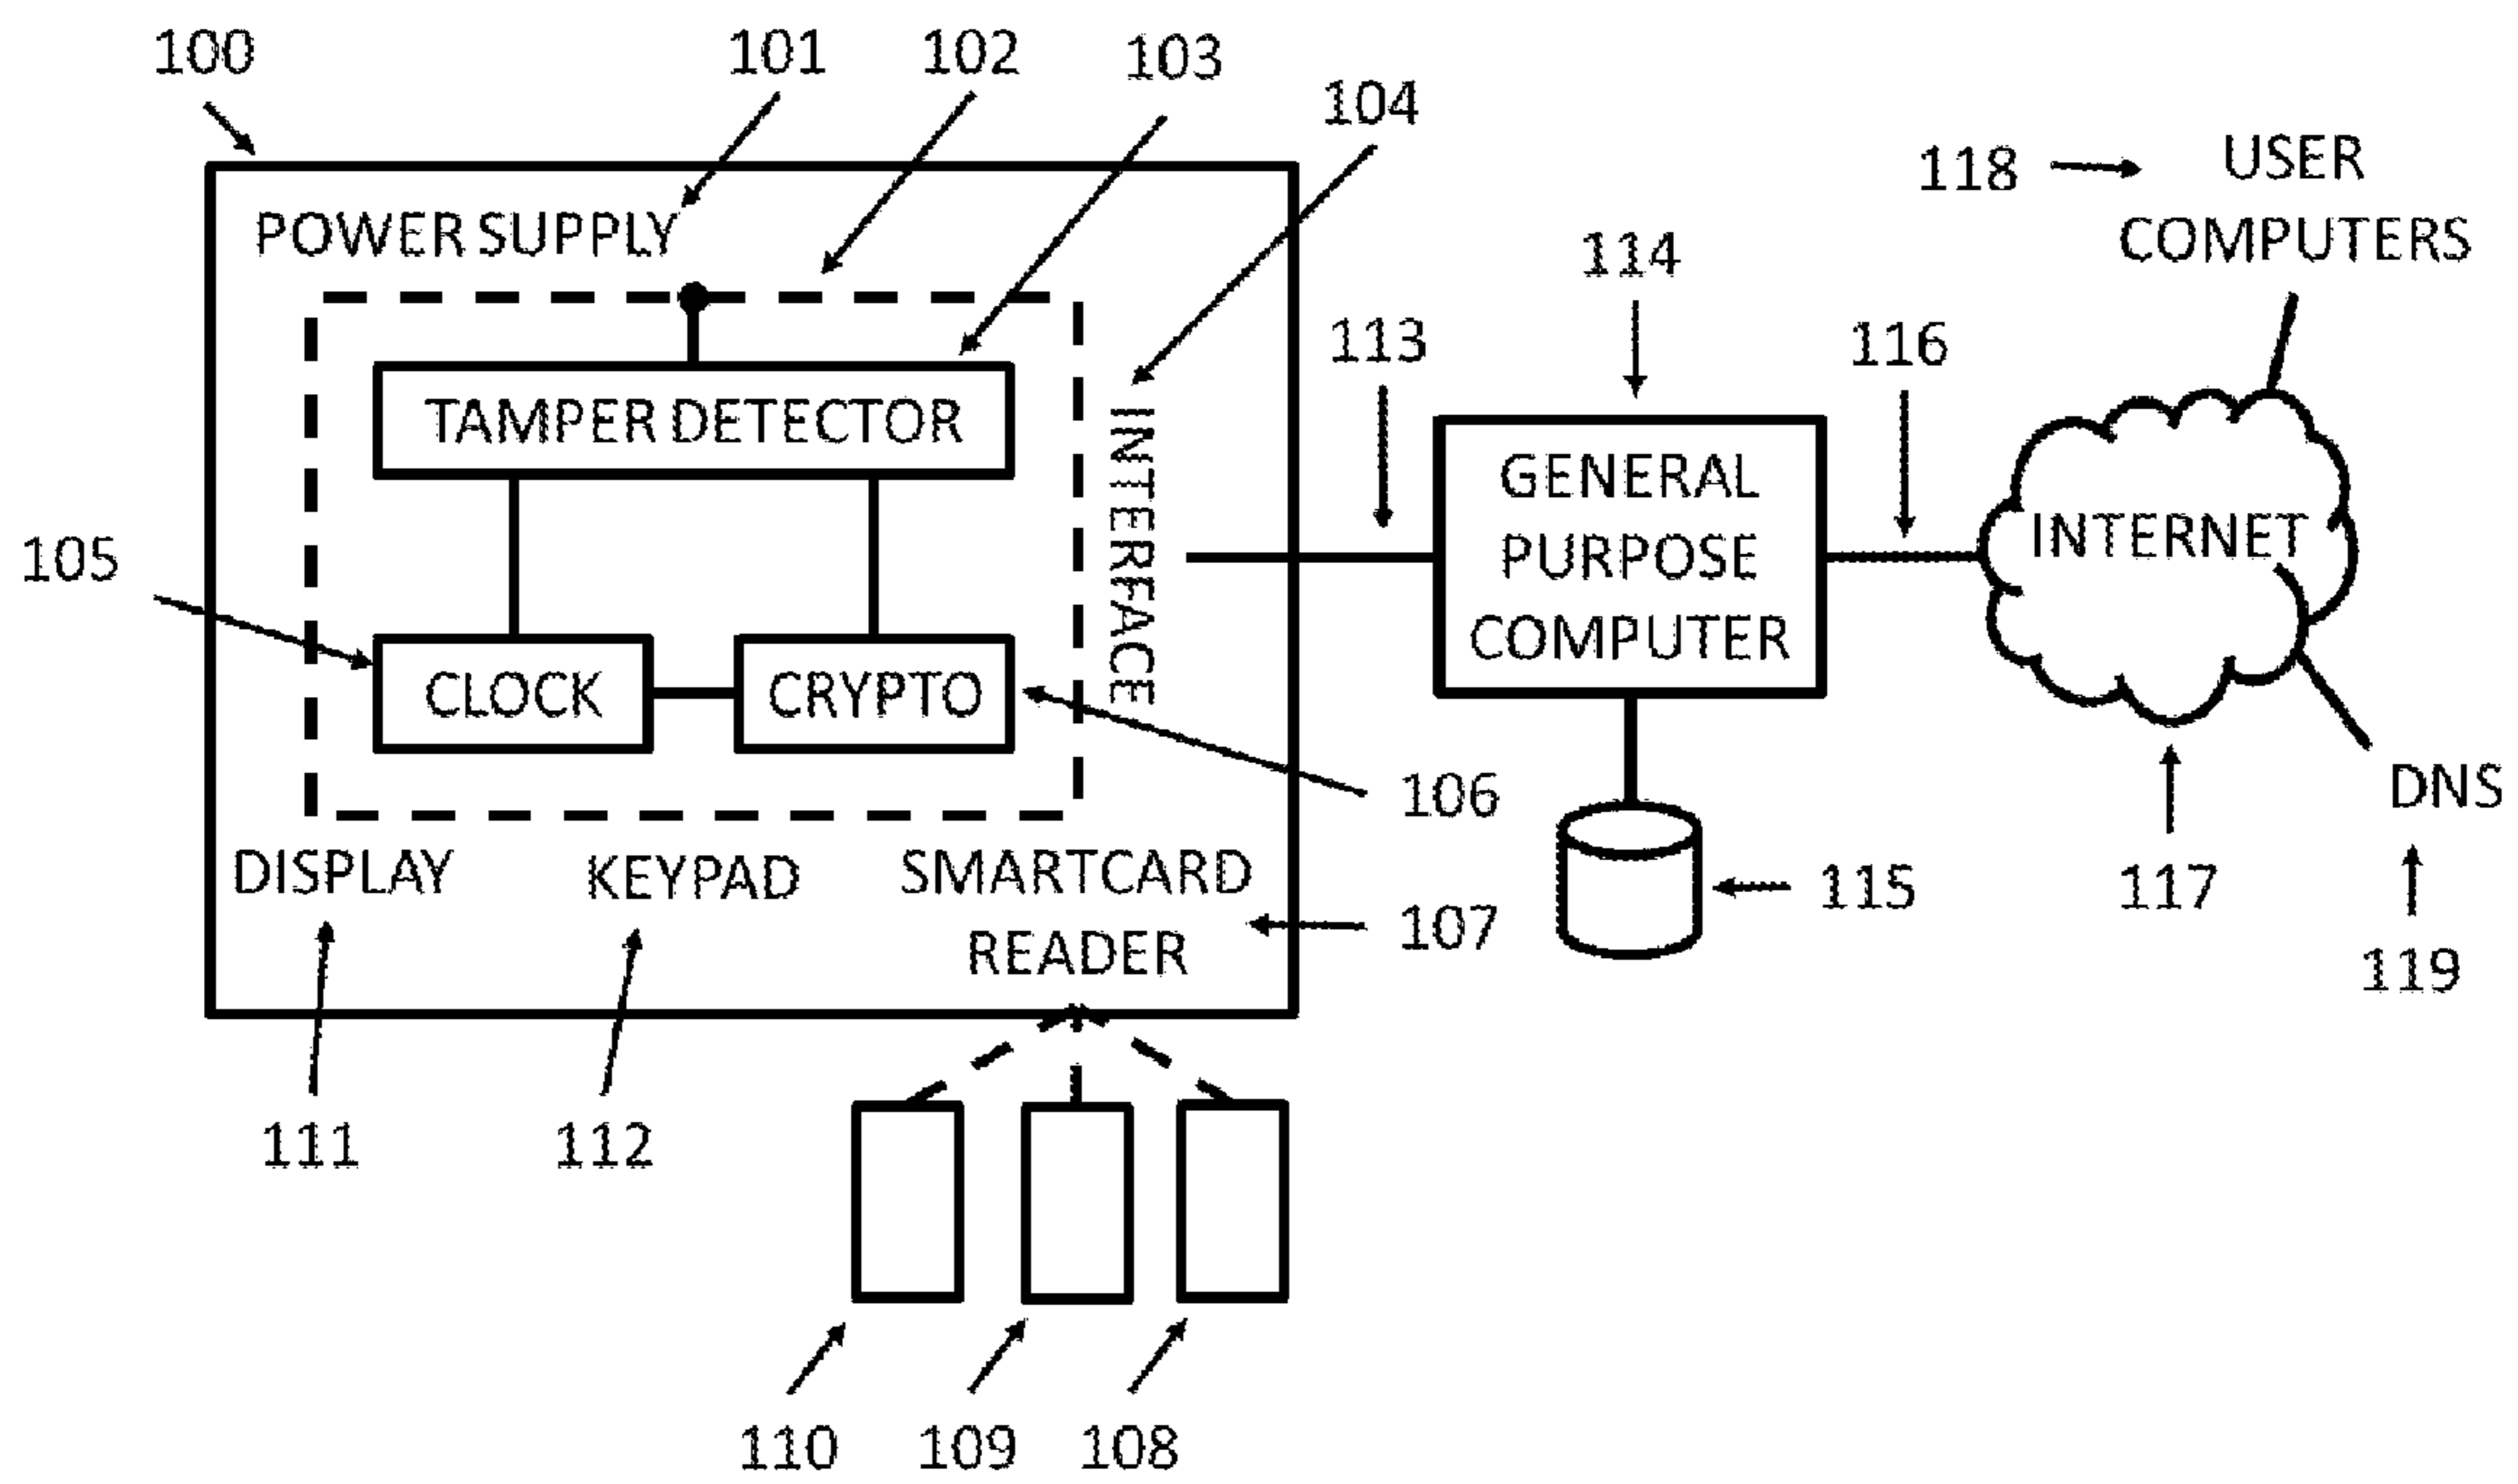 100
101
102
103
104
118
USER
COMPUTERS
POWER SUPPLY
114
113
116
TAMPER DETECTOR
INTERFACE
GENERAL
PURPOSE
COMPUTER
INTERNET
105
CLOCK
CRYPTO
106
DNS
DISPLAY
KEYPAD
SMARTCARD
READER
107
115
117
119
111
112
110
109
108